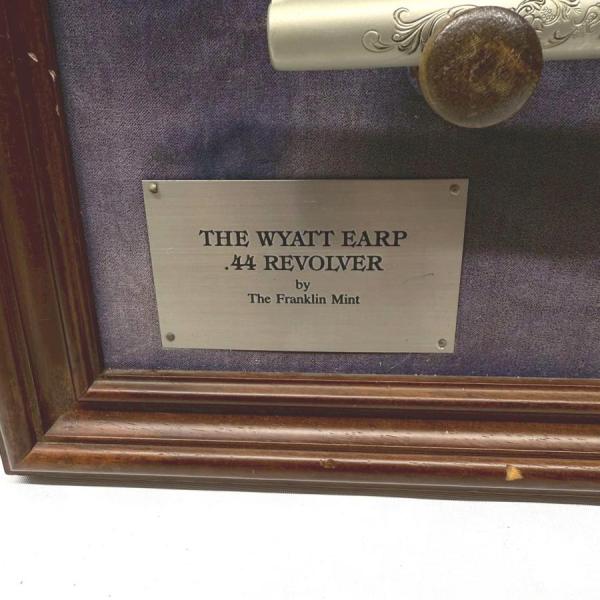 THE WYATT EARP
.44 REVOLVER
by
The Franklin Mint